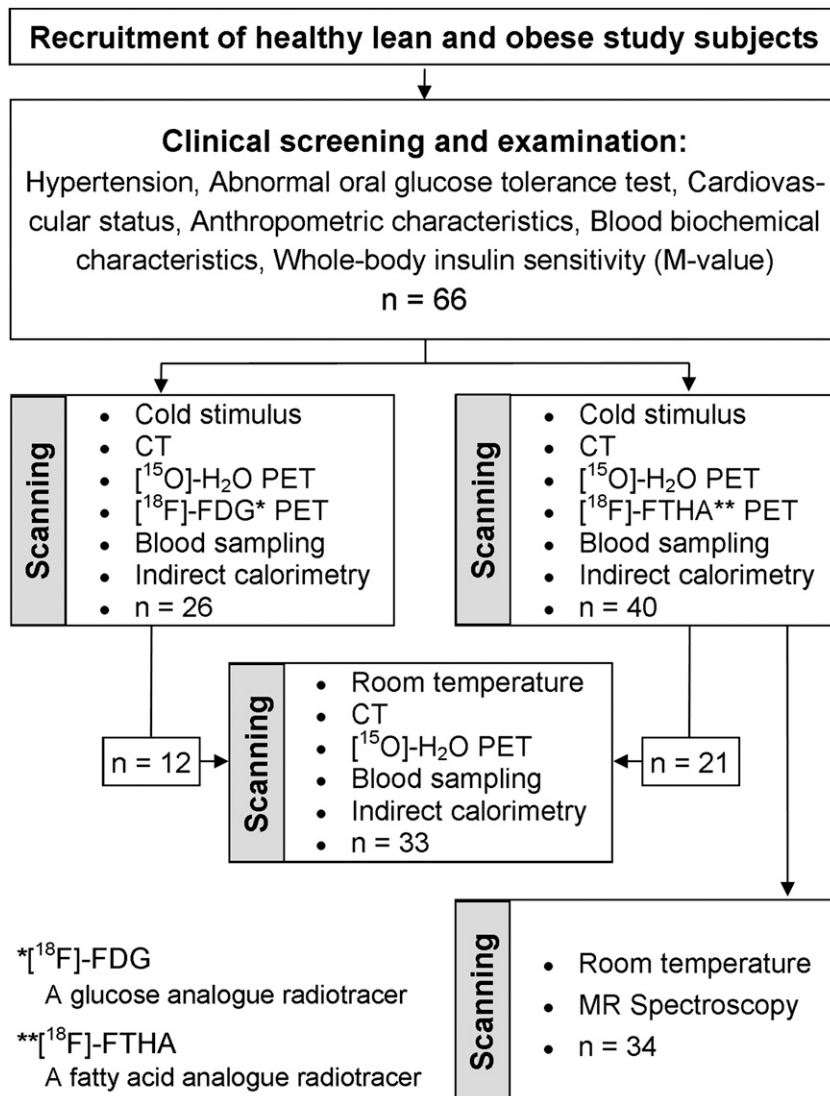 Recruitment of healthy lean and obese study subjects
Clinical screening and examination:
Hypertension, Abnormal oral glucose tolerance test, Cardiovas-
cular status, Anthropometric characteristics, Blood biochemical
characteristics, Whole-body insulin sensitivity (M-value)
n = 66
Scanning
• Cold stimulus
• CT
• [¹⁵O]-H₂O PET
• [¹⁸F]-FDG* PET
• Blood sampling
• Indirect calorimetry
• n = 26
Scanning
• Cold stimulus
• CT
• [¹⁵O]-H₂O PET
• [¹⁸F]-FTHA** PET
• Blood sampling
• Indirect calorimetry
• n = 40
n = 12
Scanning
• Room temperature
• CT
• [¹⁵O]-H₂O PET
• Blood sampling
• Indirect calorimetry
• n = 33
n = 21
Scanning
• Room temperature
• MR Spectroscopy
• n = 34
*[¹⁸F]-FDG
A glucose analogue radiotracer
**[¹⁸F]-FTHA
A fatty acid analogue radiotracer